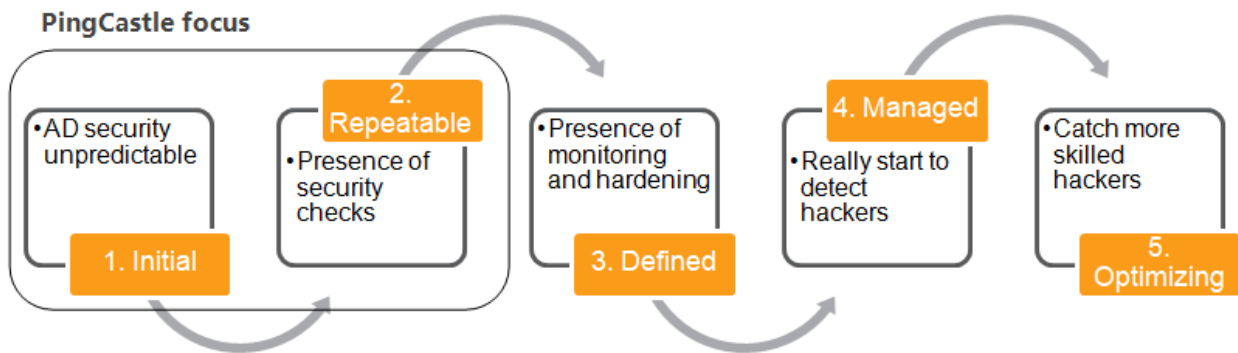 PingCastle focus
•AD security
unpredictable
1. Initial
2.
Repeatable
•Presence of
security
checks
•Presence of
monitoring
and hardening
3. Defined
4. Managed
•Really start to
detect
hackers
•Catch more
skilled
hackers
5.
Optimizing